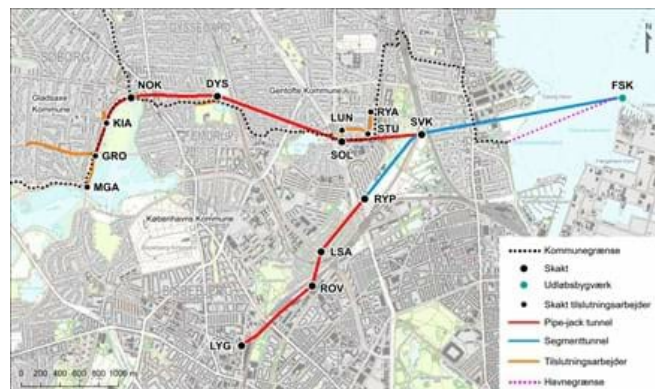 NOK
DYS
FSK
Gladsaxe
Kommune
Gentofte Kommune
KIA
LUN
RYA
STU
SVK
SOL
GRO
MGA
RYP
Københavns Kommune
LSA
ROV
LYG
Kommunegrænse
Skakt
Udløbsbygværk
Skakt tilslutningsarbejder
Pipe-jack tunnel
Segmenttunnel
Tilslutningsarbejder
Havnegrænse
0 200 400 600 800 1000 m